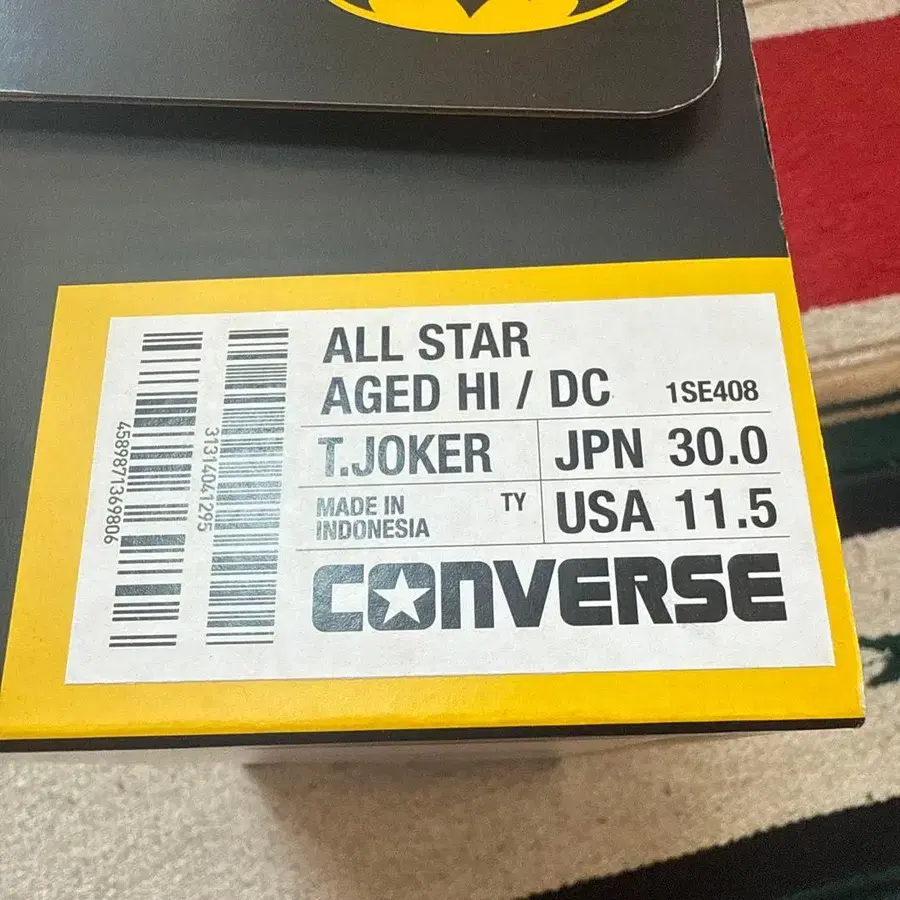 ALL STAR
AGED HI / DC 1SE408
T.JOKER JPN 30.0
MADE IN
INDONESIA TY USA 11.5
CONVERSE
4589871369806
31314041295